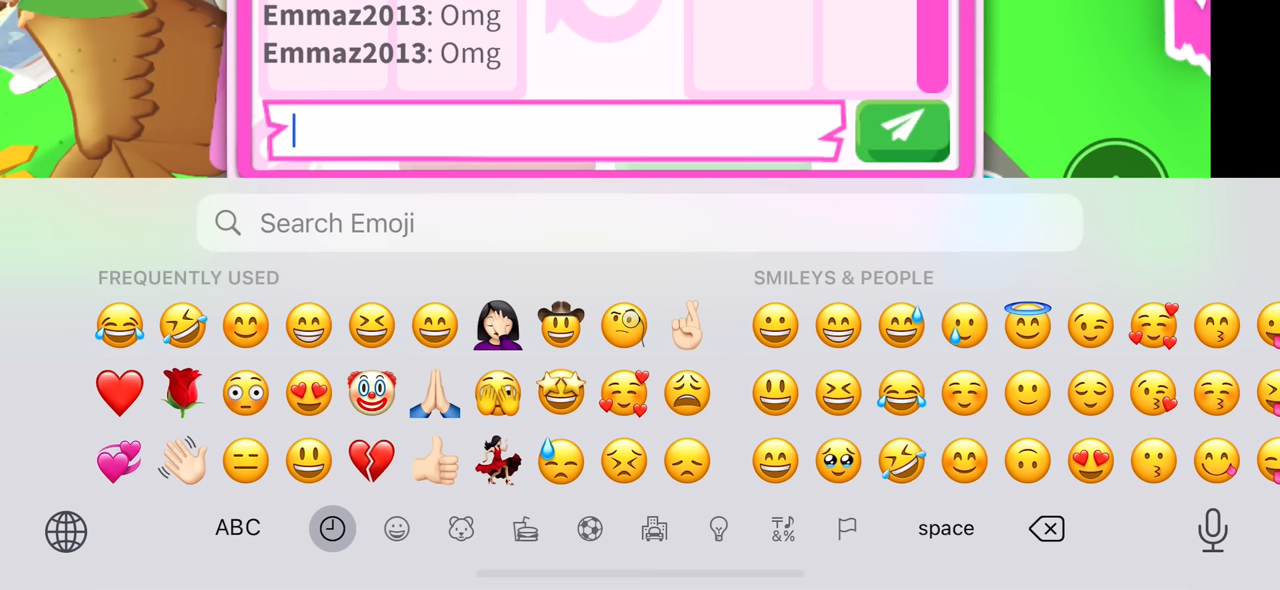 Emmaz2013: Omg
Emmaz2013: Omg
Search Emoji
FREQUENTLY USED
SMILEYS & PEOPLE
ABC
space